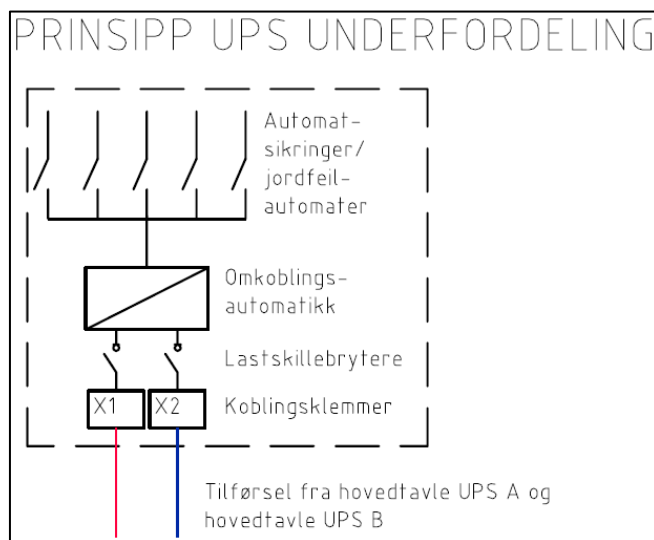 PRINSIPP UPS UNDERFORDELING
Automat-
sikringer/
jordfeil-
automater
Omkoblings-
automatikk
Lastskillebrytere
X1
X2
Koblingsklemmer
Tilførsel fra hovedtavle UPS A og
hovedtavle UPS B